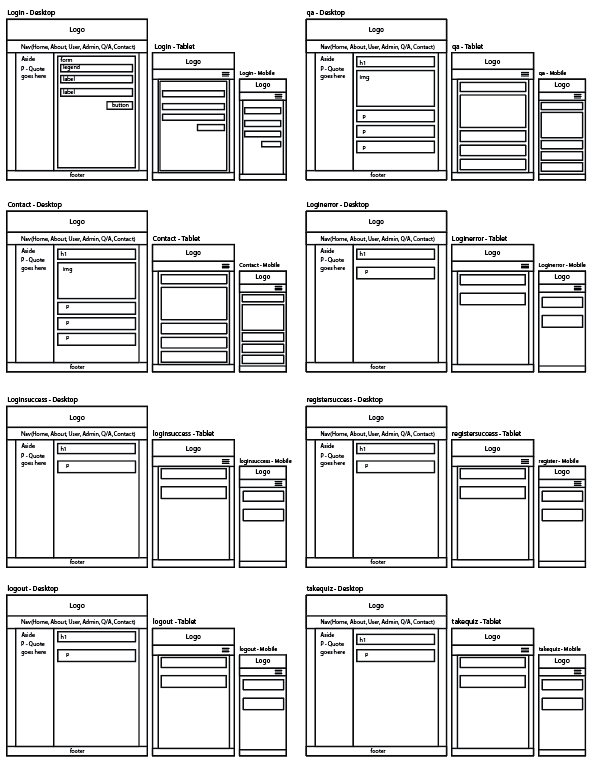 Login - Desktop
Logo
Nav(Home, About, User, Admin, Q/A, Contact)
Aside
P - Quote
goes here
form
legend
label
label
button
footer
Login - Tablet
Logo
Login - Mobile
Logo
qa - Desktop
Logo
Nav(Home, About, User, Admin, Q/A, Contact)
Aside
P - Quote
goes here
h1
img
P
P
P
footer
qa - Tablet
Logo
qa - Mobile
Logo
Contact - Desktop
Logo
Nav(Home, About, User, Admin, Q/A, Contact)
Aside
P - Quote
goes here
h1
img
P
P
P
footer
Contact - Tablet
Logo
Contact - Mobile
Logo
Loginerror - Desktop
Logo
Nav(Home, About, User, Admin, Q/A, Contact)
Aside
P - Quote
goes here
h1
P
footer
Loginerror - Tablet
Logo
Loginerror - Mobile
Logo
Loginsuccess - Desktop
Logo
Nav(Home, About, User, Admin, Q/A, Contact)
Aside
P - Quote
goes here
h1
P
footer
loginsuccess - Tablet
Logo
loginsuccess - Mobile
Logo
registersuccess - Desktop
Logo
Nav(Home, About, User, Admin, Q/A, Contact)
Aside
P - Quote
goes here
h1
P
footer
registersuccess - Tablet
Logo
register - Mobile
Logo
logout - Desktop
Logo
Nav(Home, About, User, Admin, Q/A, Contact)
Aside
P - Quote
goes here
h1
P
footer
logout - Tablet
Logo
logout - Mobile
Logo
takequiz - Desktop
Logo
Nav(Home, About, User, Admin, Q/A, Contact)
Aside
P - Quote
goes here
h1
P
footer
takequiz - Tablet
Logo
takequiz - Mobile
Logo